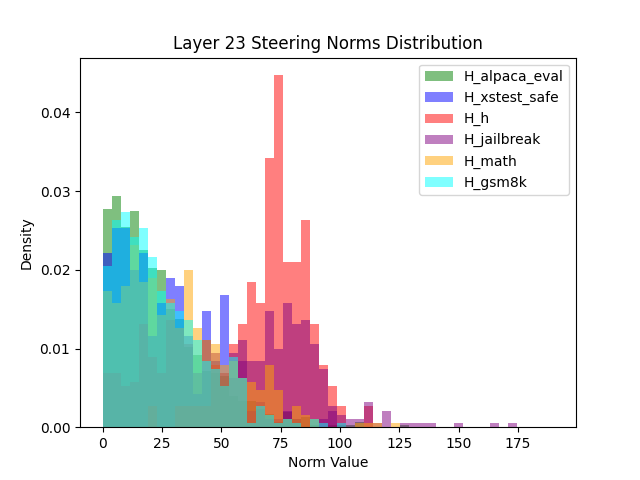 Layer 23 Steering Norms Distribution
H_alpaca_eval
H_xstest_safe
H_h
H_jailbreak
H_math
H_gsm8k
Density
0.04
0.03
0.02
0.01
0.00
0 25 50 75 100 125 150 175
Norm Value